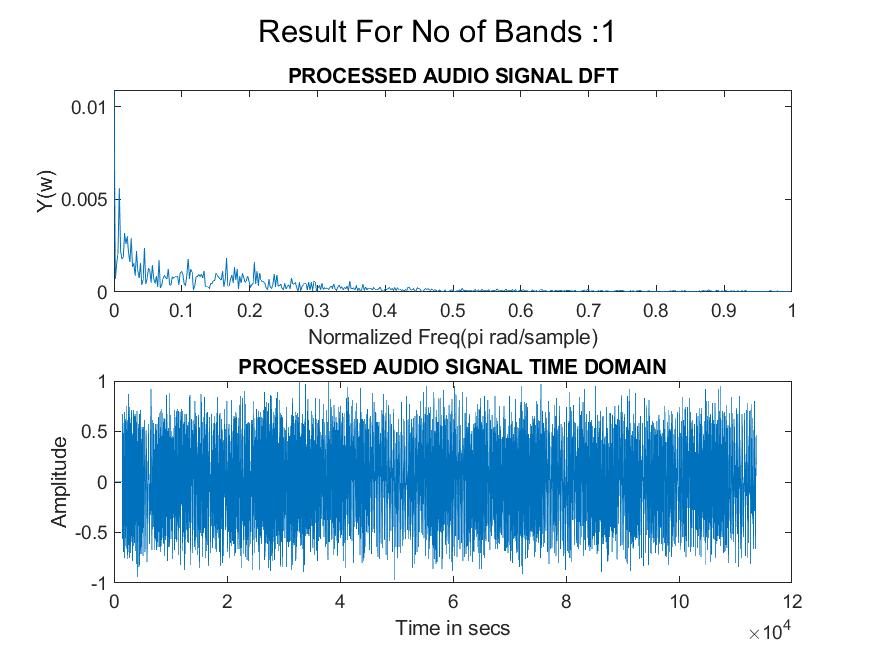 Result For No of Bands :1
PROCESSED AUDIO SIGNAL DFT
0.01
0.005
0
Y(w)
0 0.1 0.2 0.3 0.4 0.5 0.6 0.7 0.8 0.9 1
Normalized Freq(pi rad/sample)
PROCESSED AUDIO SIGNAL TIME DOMAIN
1
0.5
0
-0.5
-1
Amplitude
0 2 4 6 8 10 12
Time in secs
×10⁴